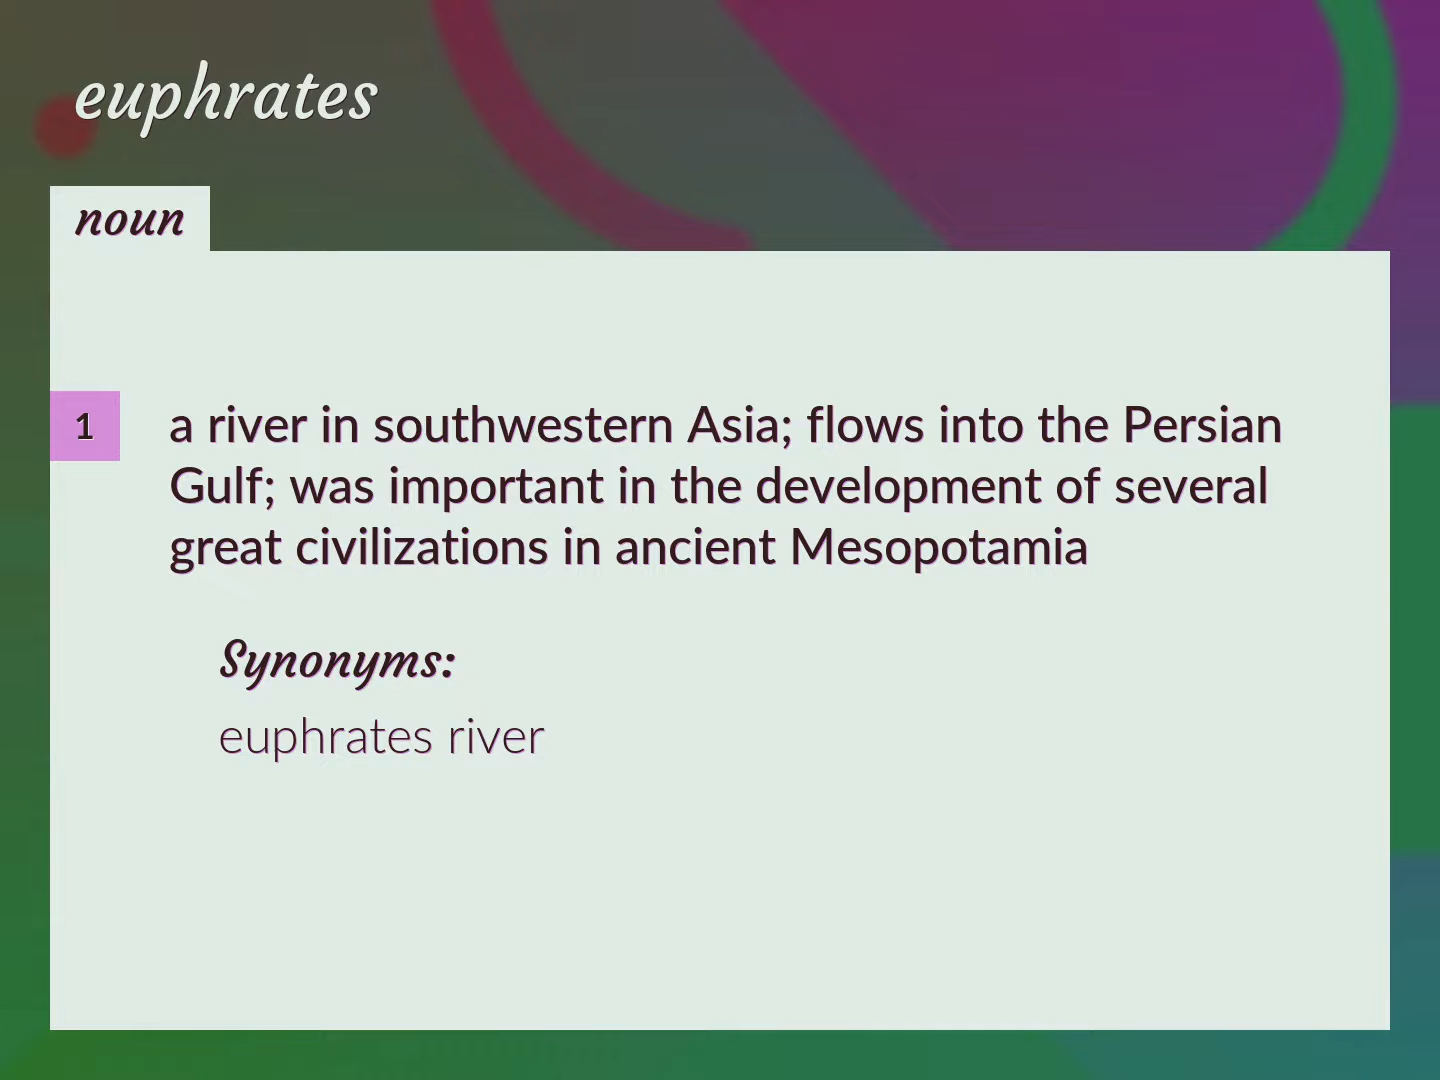 euphrates
noun
1
a river in southwestern Asia; flows into the Persian
Gulf; was important in the development of several
great civilizations in ancient Mesopotamia
Synonyms:
euphrates river